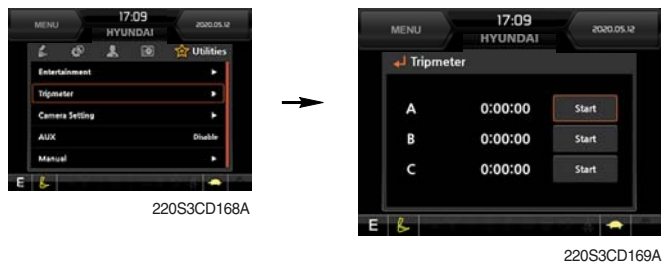 MENU
17:09
2020.05.12
HYUNDAI
Utilities
Entertainment
Tripmeter
Camera Setting
AUX Disable
Manual
E
220S3CD168A
MENU
17:09
2020.05.12
HYUNDAI
Tripmeter
A 0:00:00 Start
B 0:00:00 Start
C 0:00:00 Start
E
220S3CD169A